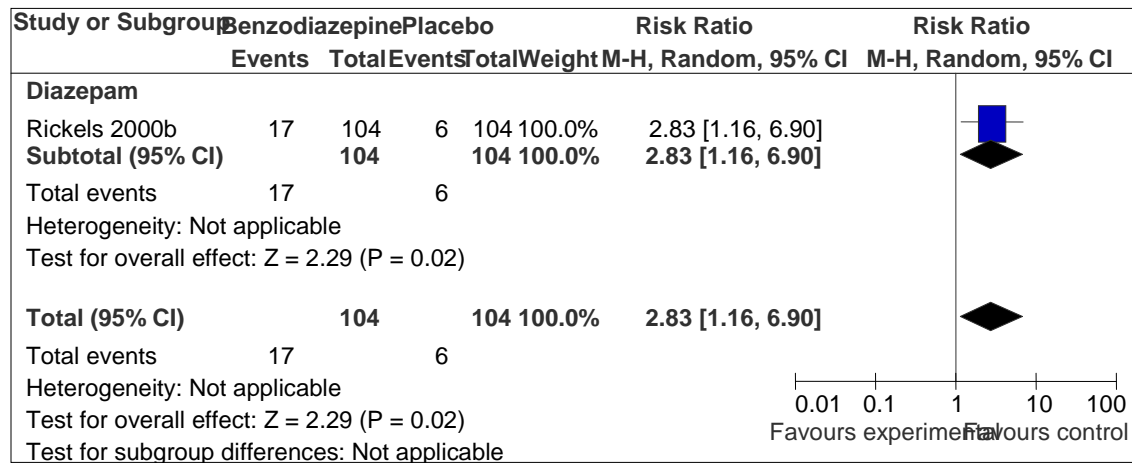 Study or Subgroup Benzodiazepine Placebo Risk Ratio Risk Ratio
Events Total Events Total Weight M-H, Random, 95% CI M-H, Random, 95% CI
Diazepam
Rickels 2000b 17 104 6 104 100.0% 2.83 [1.16, 6.90]
Subtotal (95% CI) 104 104 100.0% 2.83 [1.16, 6.90]
Total events 17 6
Heterogeneity: Not applicable
Test for overall effect: Z = 2.29 (P = 0.02)
Total (95% CI) 104 104 100.0% 2.83 [1.16, 6.90]
Total events 17 6
Heterogeneity: Not applicable
Test for overall effect: Z = 2.29 (P = 0.02)
Test for subgroup differences: Not applicable
0.01 0.1 1 10 100
Favours experimental Favours control